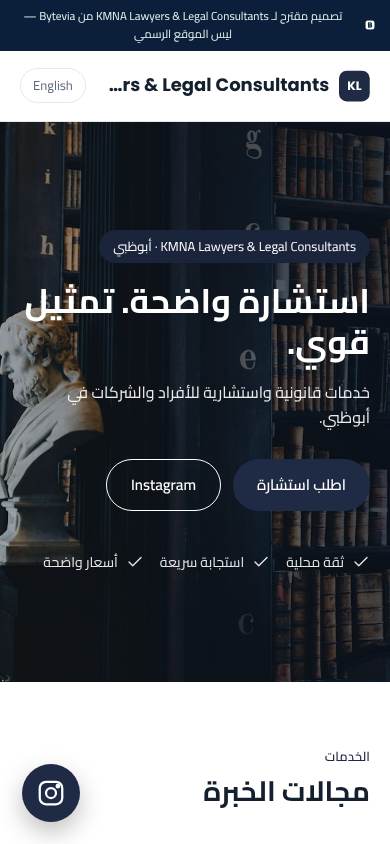 تصميم مقترح لـ KMNA Lawyers & Legal Consultants من Bytevia —
ليس الموقع الرسمي
B
KL
...rs & Legal Consultants
English
g
k
i
h
e
c
KMNA Lawyers & Legal Consultants · أبوظبي
استشارة واضحة. تمثيل
قوي.
خدمات قانونية واستشارية للأفراد والشركات في
أبوظبي.
اطلب استشارة
Instagram
ثقة محلية
استجابة سريعة
أسعار واضحة
الخدمات
مجالات الخبرة